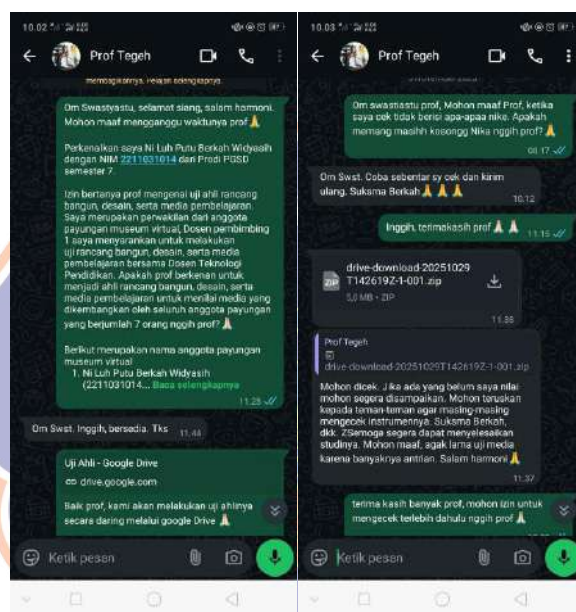 10.02
Prof Tegeh
membagikannya. Pelajari selengkapnya.
Om Swastyastu, selamat siang, salam harmoni.
Mohon maaf mengganggu waktunya prof🙏
Perkenalkan saya Ni Luh Putu Berkah Widyasih
dengan NIM 2211031014 dari Prodi PGSD
semester 7.
Izin bertanya prof mengenai uji ahli rancang
bangun, desain, serta media pembelajaran.
Saya merupakan perwakilan dari anggota
payungan museum virtual, Dosen pembimbing
1 saya menyarankan untuk melakukan
uji rancang bangun, desain, serta media
pembelajaran bersama Dosen Teknologi
Pendidikan. Apakah prof berkenan untuk
menjadi ahli rancang bangun, desain, serta
media pembelajaran untuk menilai media yang
dikembangkan oleh seluruh anggota payungan
yang berjumlah 7 orang nggih prof?🙏
Berikut merupakan nama anggota payungan
museum virtual
1. Ni Luh Putu Berkah Widyasih
(2211031014... Baca selengkapnya
11.28
Om Swst. Inggih, bersedia. Tks 11.44
Uji Ahli - Google Drive
drive.google.com
Baik prof, kami akan melakukan uji ahlinya
secara daring melalui google Drive🙏
Ketik pesan
10.03
Prof Tegeh
Om swastiastu prof, Mohon maaf Prof, ketika
saya cek tidak berisi apa-apaa nike. Apakah
memang masihh kosongg Nika nggih prof?🙏
08.17
Om Swst. Coba sebentar sy cek dan kirim
ulang. Suksma Berkah🙏🙏🙏
10.12
Inggih, terimakasih prof🙏🙏 11.15
drive-download-20251029
T142619Z-1-001.zip
ZIP
5,0 MB • ZIP
11.36
Prof Tegeh
drive-download-20251029T142619Z-1-001.zip
Mohon dicek. Jika ada yang belum saya nilai
mohon segera disampaikan. Mohon teruskan
kepada teman-teman agar masing-masing
mengecek instrumennya. Suksma Berkah,
dkk. ZSemoga segera dapat menyelesaikan
studinya. Mohon maaf, agak lama uji media
karena banyaknya antrian. Salam harmoni🙏
11.37
terima kasih banyak prof, mohon izin untuk
mengecek terlebih dahulu nggih prof🙏
Ketik pesan